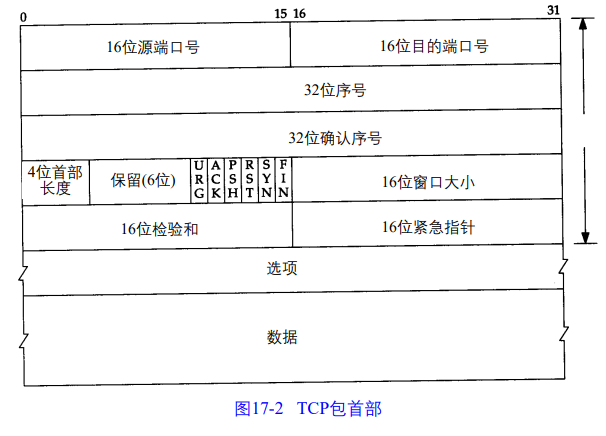 0 15 16 31
16位源端口号 16位目的端口号
32位序号
32位确认序号
4位首部
长度 保留(6位) URG ACK PSH RST SYN FIN 16位窗口大小
16位检验和 16位紧急指针
选项
数据
图17-2 TCP包首部